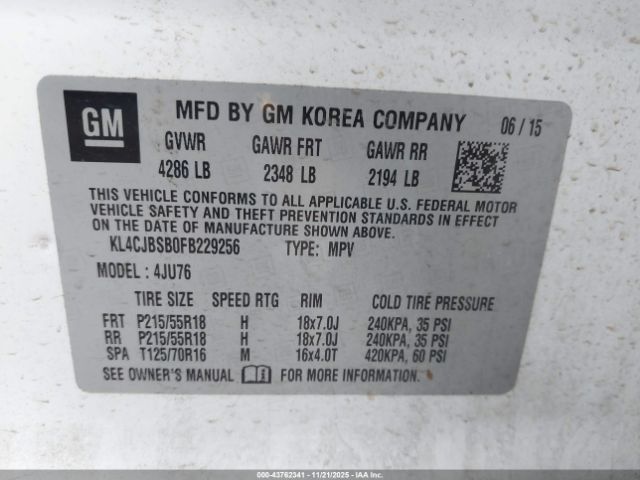 GM
MFD BY GM KOREA COMPANY 06 / 15
GVWR GAWR FRT GAWR RR
4286 LB 2348 LB 2194 LB
THIS VEHICLE CONFORMS TO ALL APPLICABLE U.S. FEDERAL MOTOR
VEHICLE SAFETY AND THEFT PREVENTION STANDARDS IN EFFECT
ON THE DATE OF MANUFACTURE SHOWN ABOVE.
KL4CJBSB0FB229256 TYPE: MPV
MODEL: 4JU76
TIRE SIZE SPEED RTG RIM COLD TIRE PRESSURE
FRT P215/55R18 H 18x7.0J 240KPA, 35 PSI
RR P215/55R18 H 18x7.0J 240KPA, 35 PSI
SPA T125/70R16 M 16x4.0T 420KPA, 60 PSI
SEE OWNER'S MANUAL FOR MORE INFORMATION.
000-43762341 - 11/21/2025 - IAAI.CA